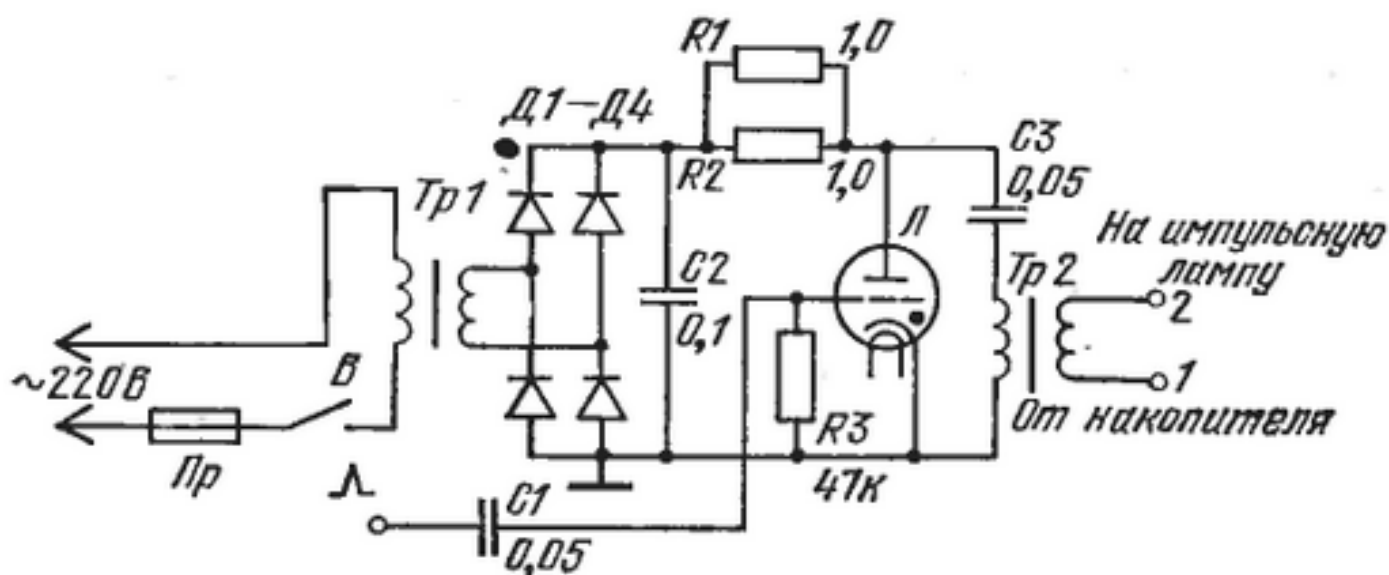 R1
1,0
Д1–Д4
R2
1,0
C3
0,05
Тр1
Л
На импульскую
лампу
C2
0,1
Тр2
2
~220В
В
1
Пр
R3
47к
От накопителя
C1
0,05